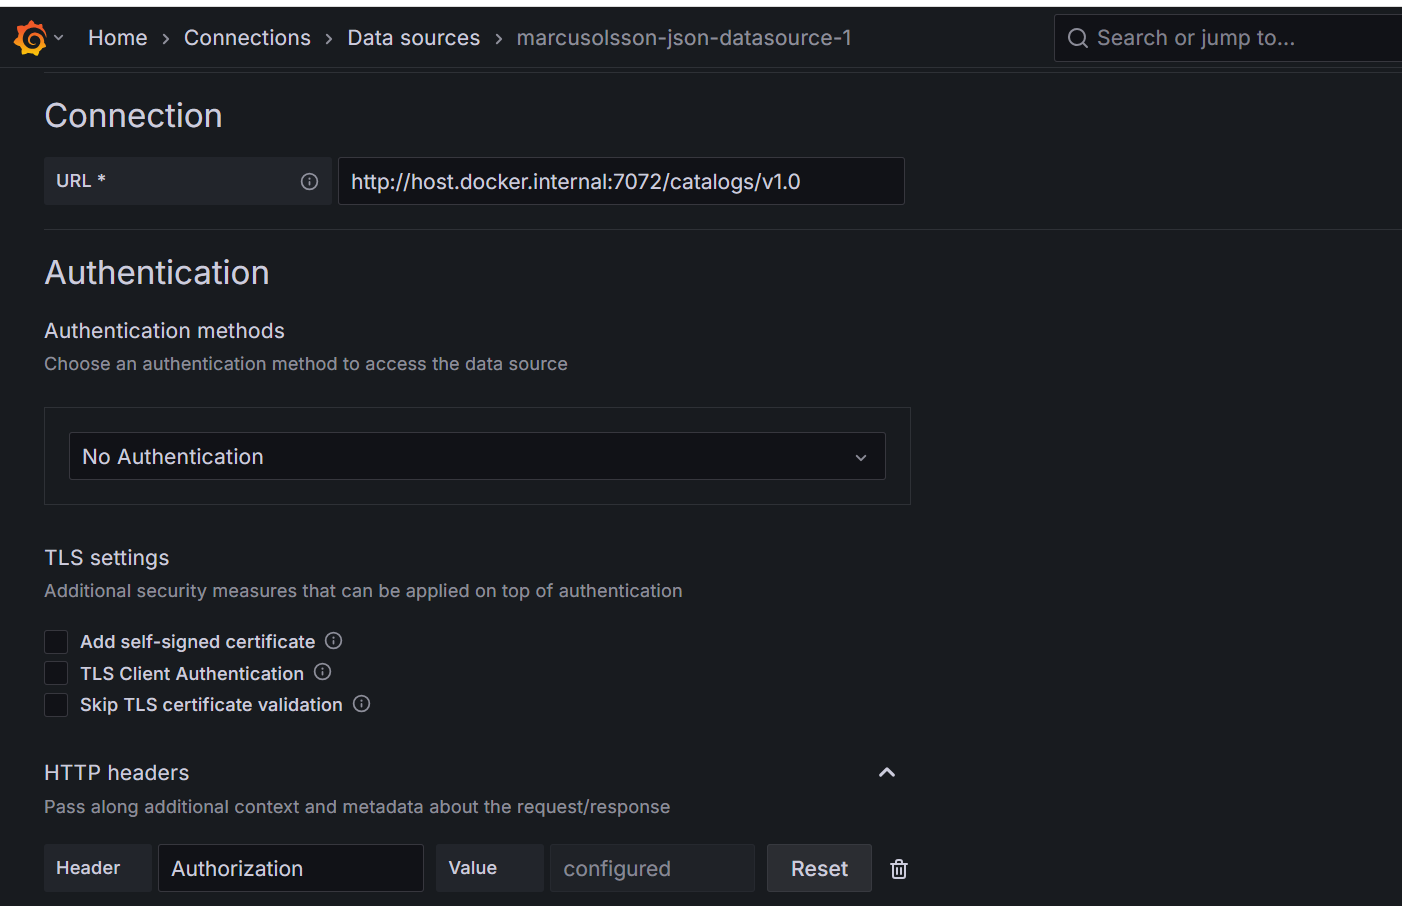 Home > Connections > Data sources > marcusolsson-json-datasource-1 Search or jump to...
Connection
URL * http://host.docker.internal:7072/catalogs/v1.0
Authentication
Authentication methods
Choose an authentication method to access the data source
No Authentication
TLS settings
Additional security measures that can be applied on top of authentication
Add self-signed certificate
TLS Client Authentication
Skip TLS certificate validation
HTTP headers
Pass along additional context and metadata about the request/response
Header Authorization Value configured Reset